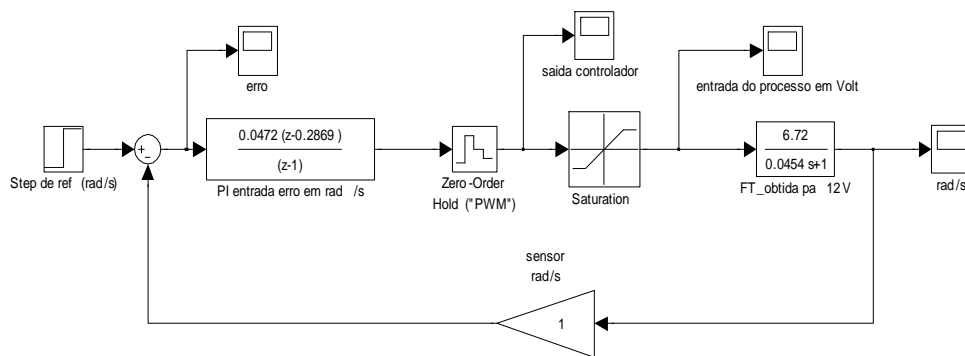 erro
saida controlador
entrada do processo em Volt
Step de ref (rad/s)
+
−
0.0472 (z-0.2869 )
(z-1)
PI entrada erro em rad /s
Zero-Order
Hold ("PWM")
Saturation
6.72
0.0454 s+1
FT_obtida pa 12 V
rad/s
sensor
rad/s
1